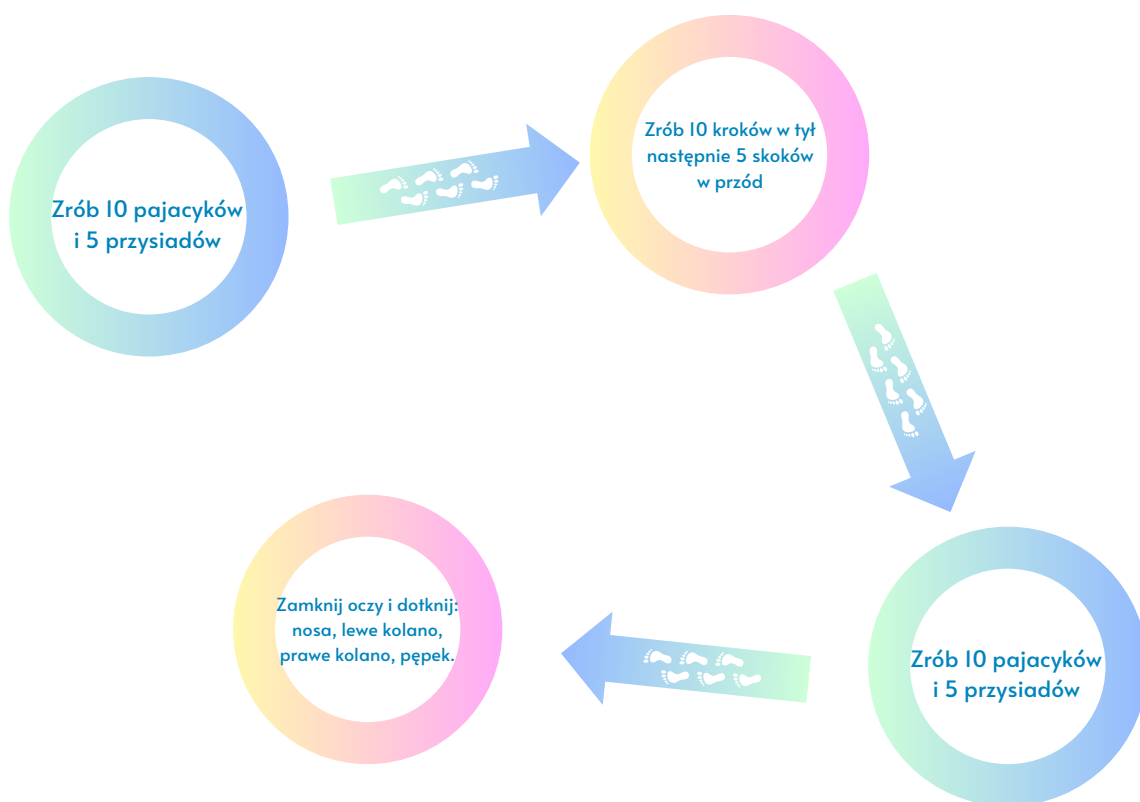 Zrób 10 pajacyków
i 5 przysiadów
Zrób 10 kroków w tył
następnie 5 skoków
w przód
Zrób 10 pajacyków
i 5 przysiadów
Zamknij oczy i dotknij:
nosa, lewe kolano,
prawe kolano, pępek.